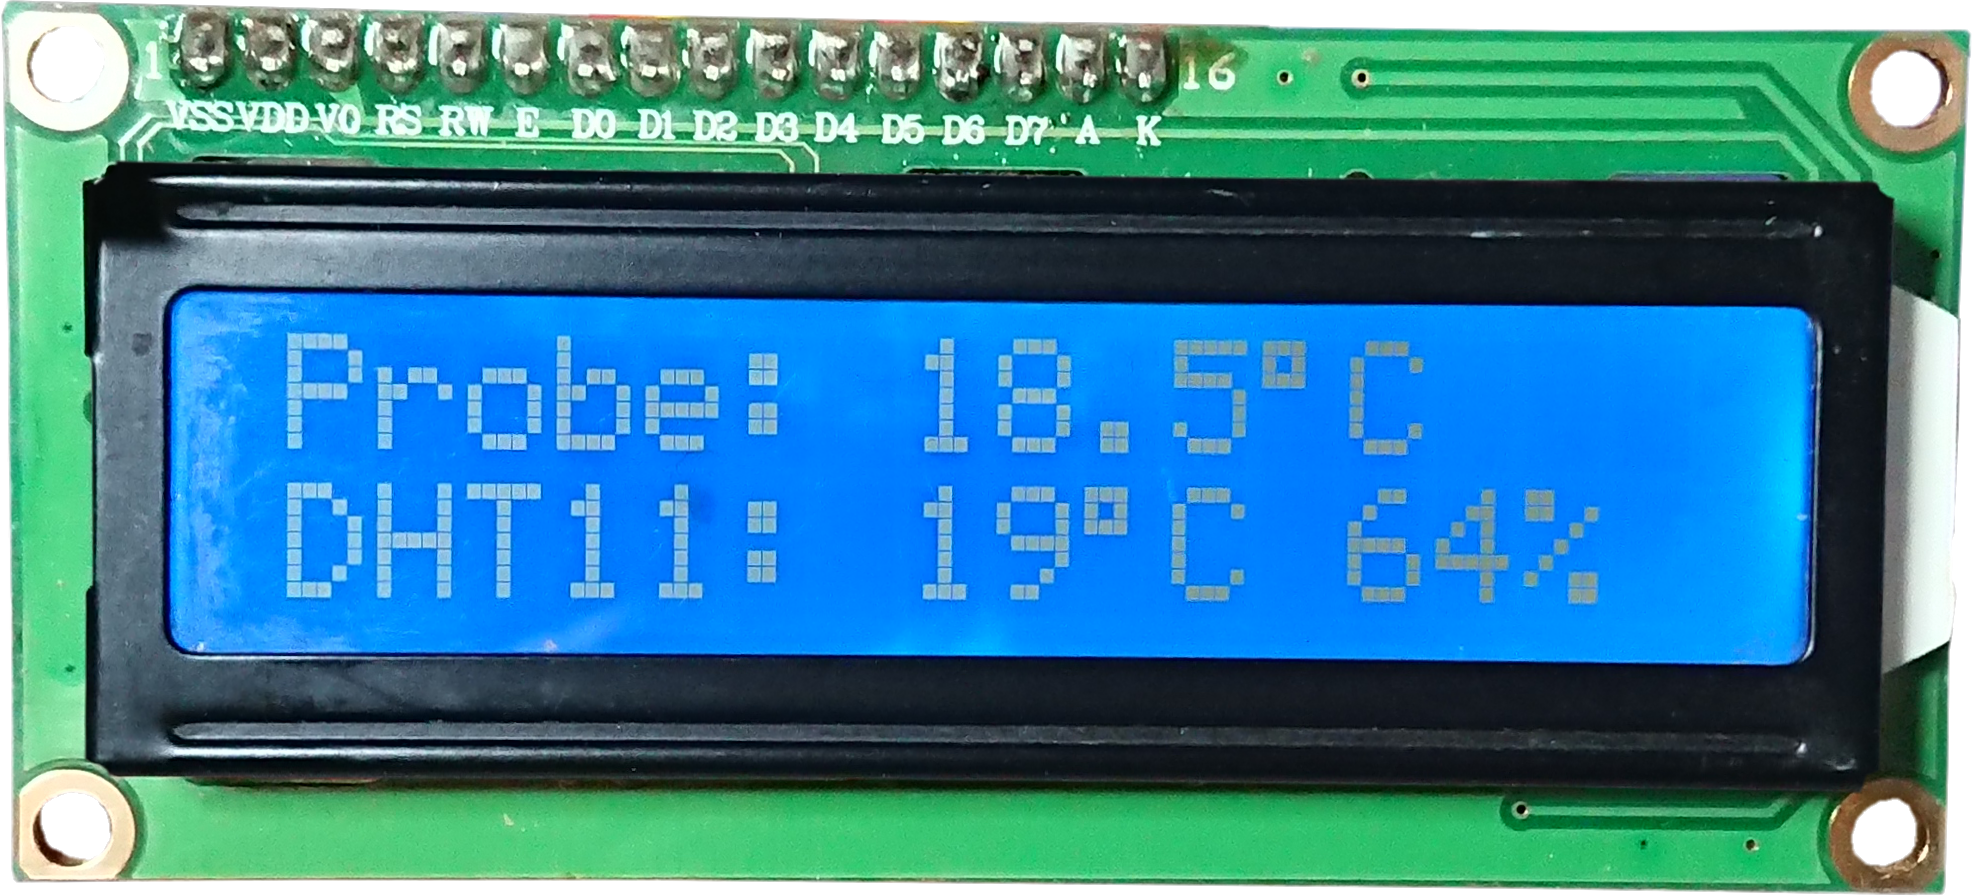 1 16
VSS VDD V0 RS RW E D0 D1 D2 D3 D4 D5 D6 D7 A K
Probe: 18.5°C
DHT11: 19°C 64%